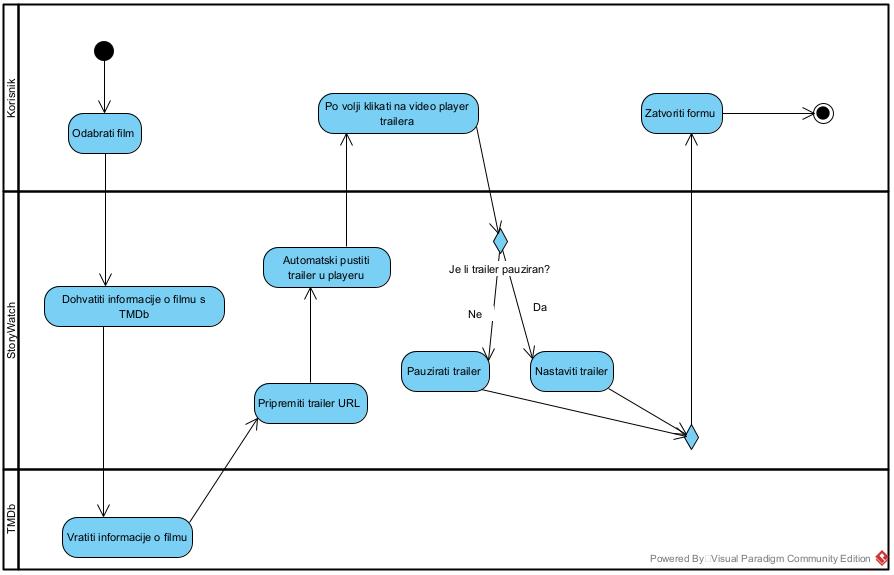 Korisnik
Odabrati film
Po volji klikati na video player
trailera
Zatvoriti formu
StoryWatch
Dohvatiti informacije o filmu s
TMDb
Automatski pustiti
trailer u playeru
Pripremiti trailer URL
Je li trailer pauziran?
Ne
Da
Pauzirati trailer
Nastaviti trailer
TMDb
Vratiti informacije o filmu
Powered By Visual Paradigm Community Edition